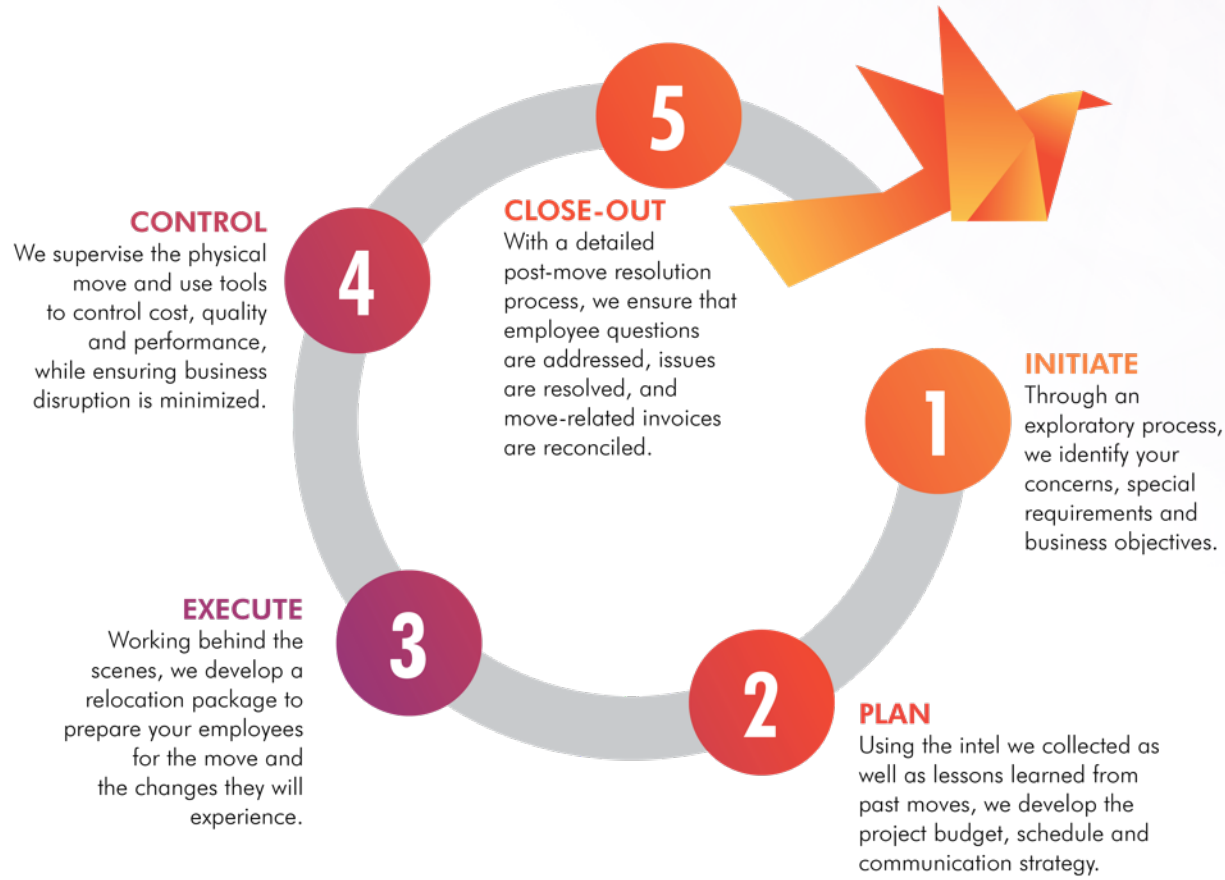 1
INITIATE
Through an
exploratory process,
we identify your
concerns, special
requirements and
business objectives.
2
PLAN
Using the intel we collected as
well as lessons learned from
past moves, we develop the
project budget, schedule and
communication strategy.
3
EXECUTE
Working behind the
scenes, we develop a
relocation package to
prepare your employees
for the move and
the changes they will
experience.
4
CONTROL
We supervise the physical
move and use tools
to control cost, quality
and performance,
while ensuring business
disruption is minimized.
5
CLOSE-OUT
With a detailed
post-move resolution
process, we ensure that
employee questions
are addressed, issues
are resolved, and
move-related invoices
are reconciled.